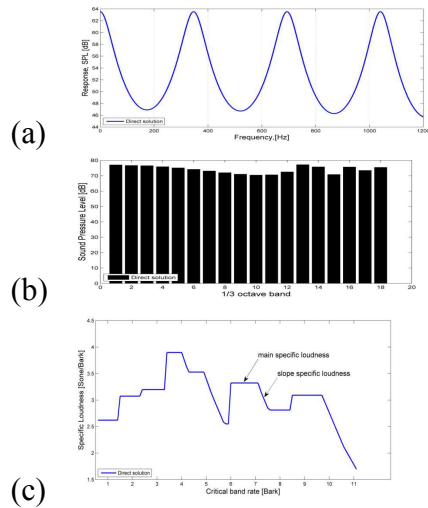 64
62
60
58
56
54
52
50
48
46
44
Response, SPL [dB]
Direct solution
0 200 400 600 800 1000 1200
Frequency,[Hz]
(a)
80
70
60
50
40
30
20
10
0
Sound Pressure Level [dB]
Direct solution
0 2 4 6 8 10 12 14 16 18 20
1/3 octave band
(b)
4.5
4
3.5
3
2.5
2
1.5
Specific Loudness [Sone/Bark]
main specific loudness
slope specific loudness
Direct solution
1 2 3 4 5 6 7 8 9 10 11
Critical band rate [Bark]
(c)